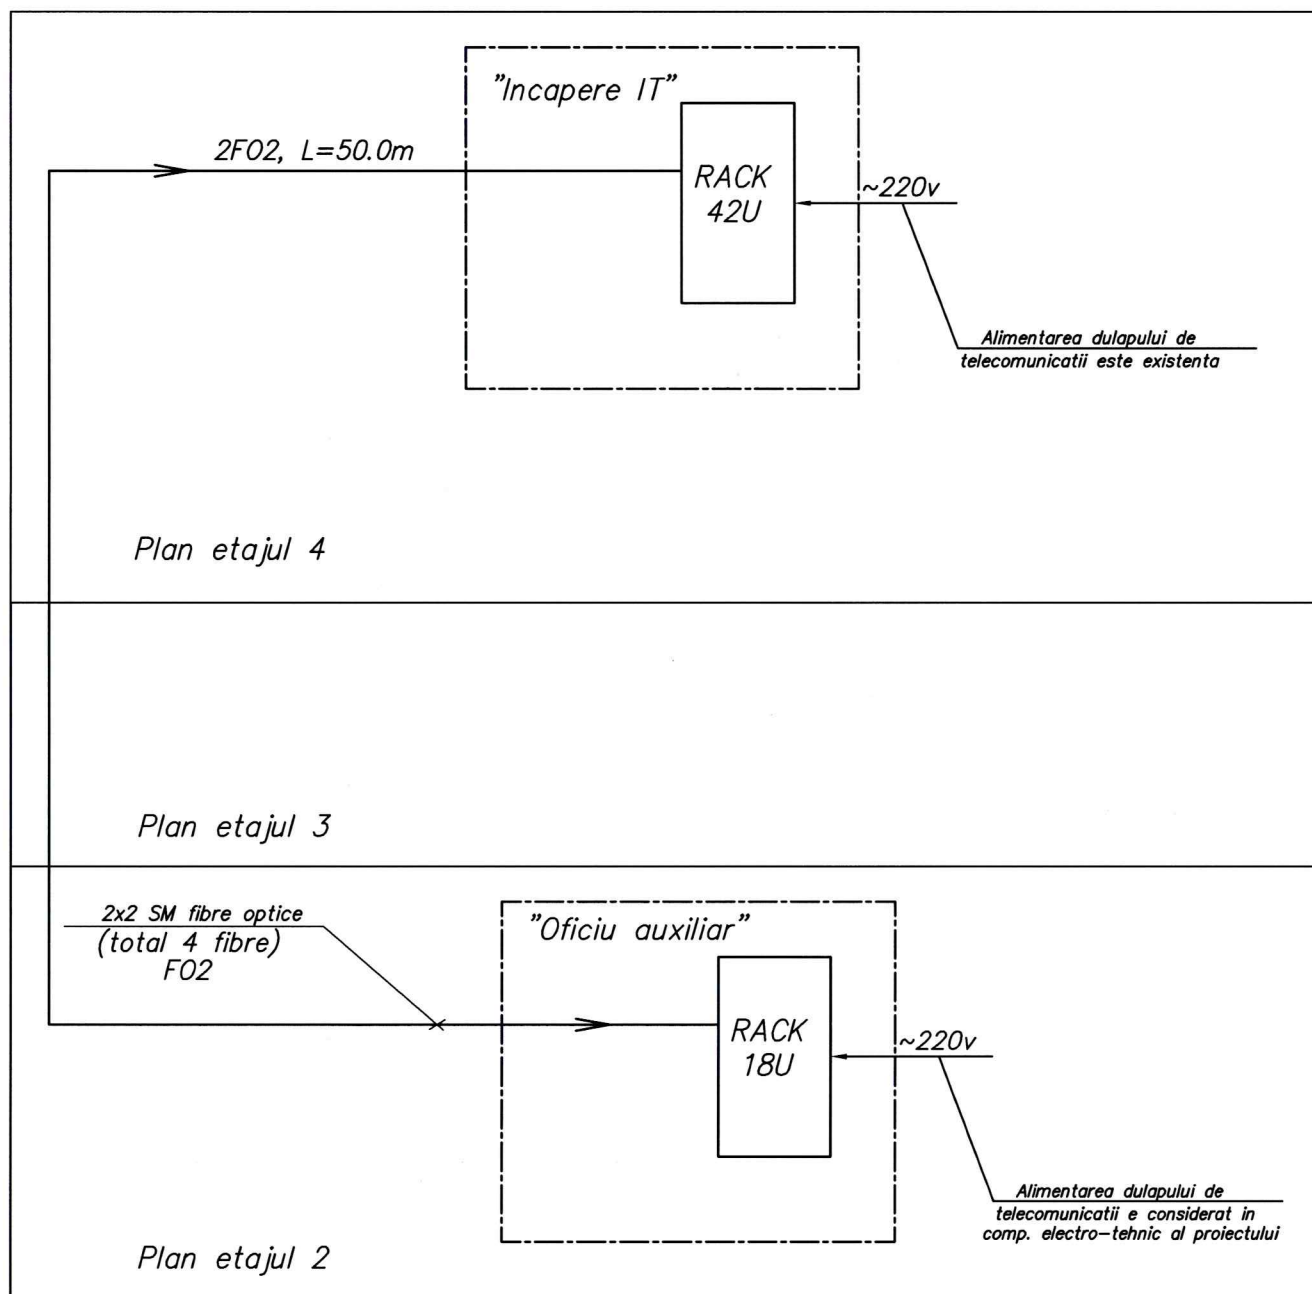 "Incapere IT"
2FO2, L=50.0m
RACK
42U
~220v
Alimentarea dulapului de
telecomunicatii este existenta
Plan etajul 4
Plan etajul 3
2x2 SM fibre optice
(total 4 fibre)
FO2
"Oficiu auxiliar"
RACK
18U
~220v
Alimentarea dulapului de
telecomunicatii e considerat in
comp. electro-tehnic al proiectului
Plan etajul 2